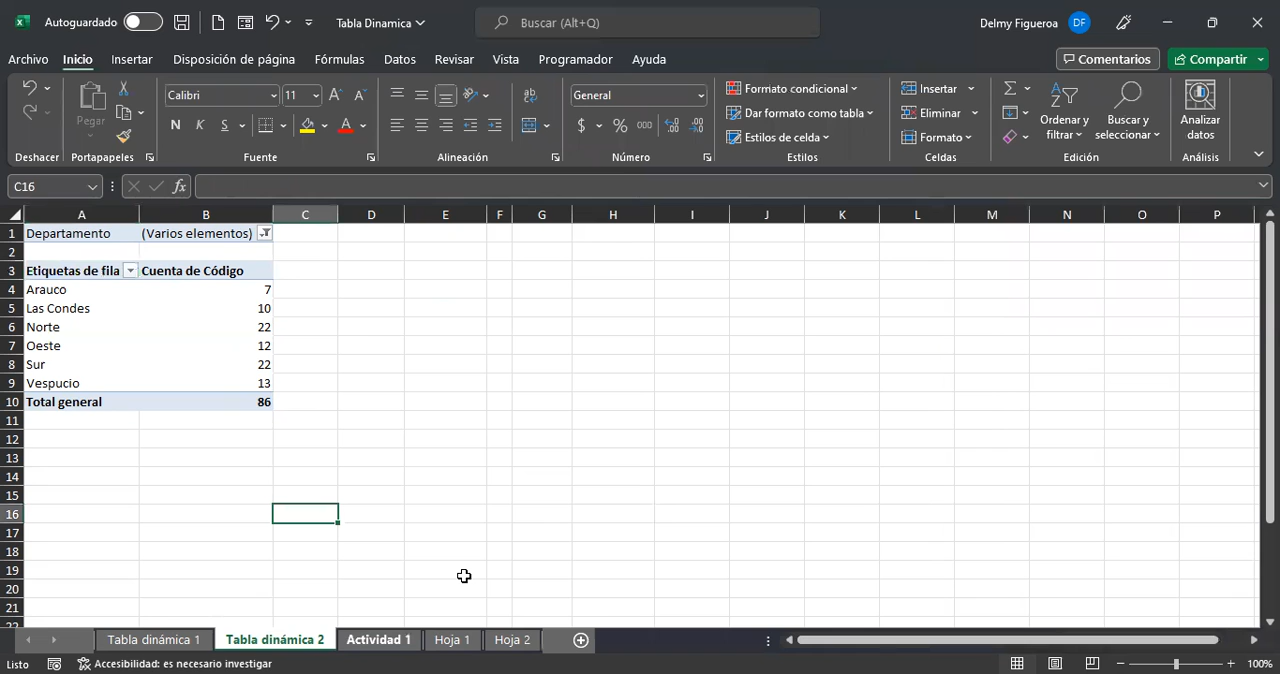 Autoguardado Tabla Dinamica Buscar (Alt+Q) Delmy Figueroa DF
Archivo Inicio Insertar Disposición de página Fórmulas Datos Revisar Vista Programador Ayuda Comentarios Compartir
Pegar Calibri 11 General Formato condicional Insertar
Dar formato como tabla Eliminar Ordenar y filtrar Buscar y seleccionar Analizar datos
N K S A $ % 000 Estilos de celda Formato
Deshacer Portapapeles Fuente Alineación Número Estilos Celdas Edición Análisis
C16 fx
A B C D E F G H I J K L M N O P
1 Departamento (Varios elementos)
2
3 Etiquetas de fila Cuenta de Código
4 Arauco 7
5 Las Condes 10
6 Norte 22
7 Oeste 12
8 Sur 22
9 Vespucio 13
10 Total general 86
11
12
13
14
15
16
17
18
19
20
21
22
Tabla dinámica 1 Tabla dinámica 2 Actividad 1 Hoja 1 Hoja 2
Listo Accesibilidad: es necesario investigar 100%